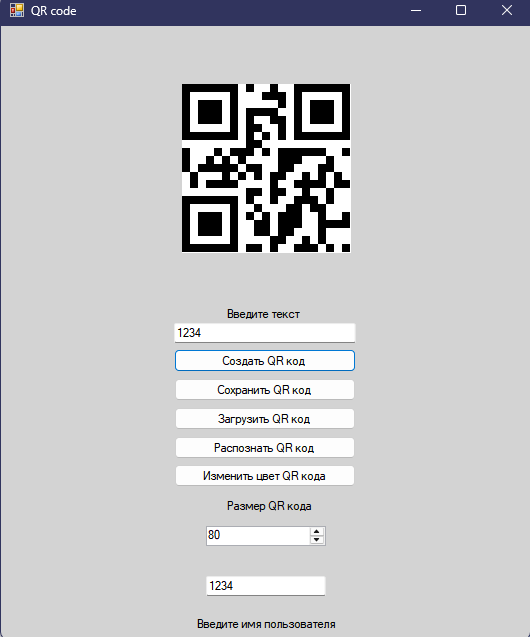 QR code
Введите текст
1234
Создать QR код
Сохранить QR код
Загрузить QR код
Распознать QR код
Изменить цвет QR кода
Размер QR кода
80
1234
Введите имя пользователя